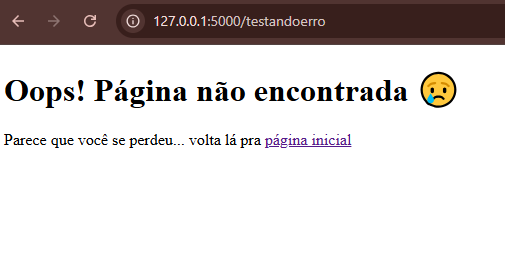 127.0.0.1:5000/testandoerro
Oops! Página não encontrada 😢
Parece que você se perdeu... volta lá pra página inicial